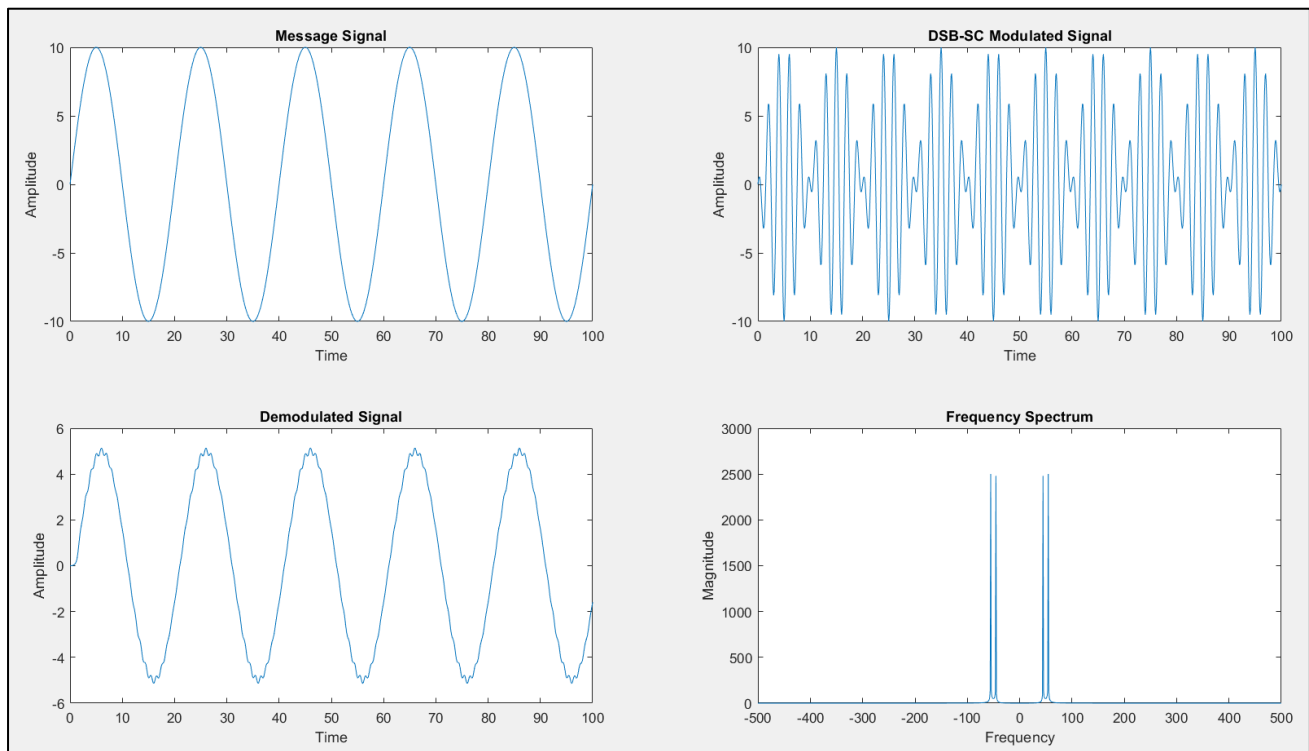 Message Signal
10
5
0
-5
-10
Amplitude
0 10 20 30 40 50 60 70 80 90 100
Time
DSB-SC Modulated Signal
10
5
0
-5
-10
Amplitude
0 10 20 30 40 50 60 70 80 90 100
Time
Demodulated Signal
6
4
2
0
-2
-4
-6
Amplitude
0 10 20 30 40 50 60 70 80 90 100
Time
Frequency Spectrum
3000
2500
2000
1500
1000
500
0
Magnitude
-500 -400 -300 -200 -100 0 100 200 300 400 500
Frequency